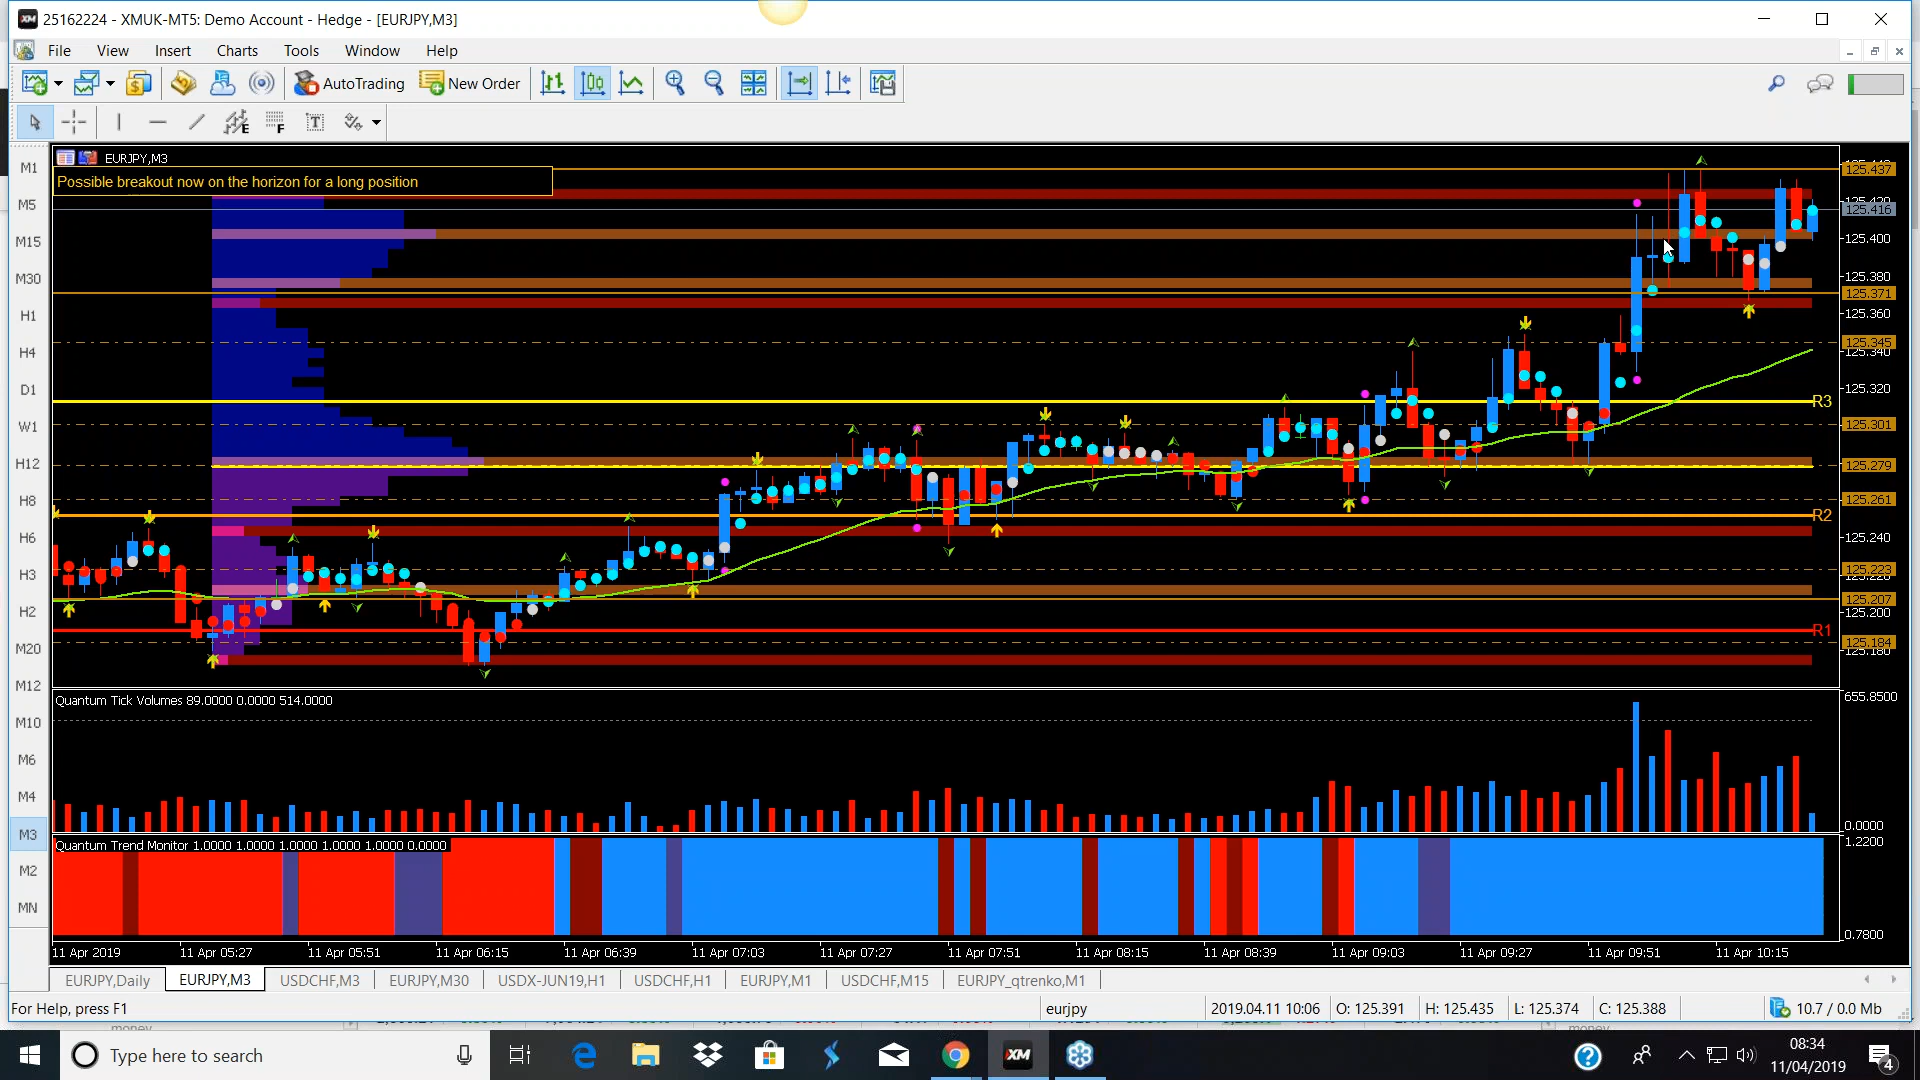 25162224 - XMUK-MT5: Demo Account - Hedge - [EURJPY,M3]
File View Insert Charts Tools Window Help
AutoTrading New Order
E F T
EURJPY,M3
Possible breakout now on the horizon for a long position
M1
M5
M15
M30
H1
H4
D1
W1
H12
H8
H6
H3
H2
M20
M12
M10
M6
M4
M3
M2
MN
125.437
125.416
125.400
125.380
125.371
125.360
125.345
125.340
125.320
R3
125.301
125.279
125.261
R2
125.240
125.223
125.207
125.200
R1
125.184
125.180
Quantum Tick Volumes 89.0000 0.0000 514.0000
655.8500
0.0000
Quantum Trend Monitor 1.0000 1.0000 1.0000 1.0000 1.0000 0.0000
1.2200
0.7800
11 Apr 2019 11 Apr 05:27 11 Apr 05:51 11 Apr 06:15 11 Apr 06:39 11 Apr 07:03 11 Apr 07:27 11 Apr 07:51 11 Apr 08:15 11 Apr 08:39 11 Apr 09:03 11 Apr 09:27 11 Apr 09:51 11 Apr 10:15
EURJPY,Daily EURJPY,M3 USDCHF,M3 EURJPY,M30 USDX-JUN19,H1 USDCHF,H1 EURJPY,M1 USDCHF,M15 EURJPY_qtrenko,M1
For Help, press F1 eurjpy 2019.04.11 10:06 O: 125.391 H: 125.435 L: 125.374 C: 125.388 10.7 / 0.0 Mb
Type here to search
XM
08:34
11/04/2019
4